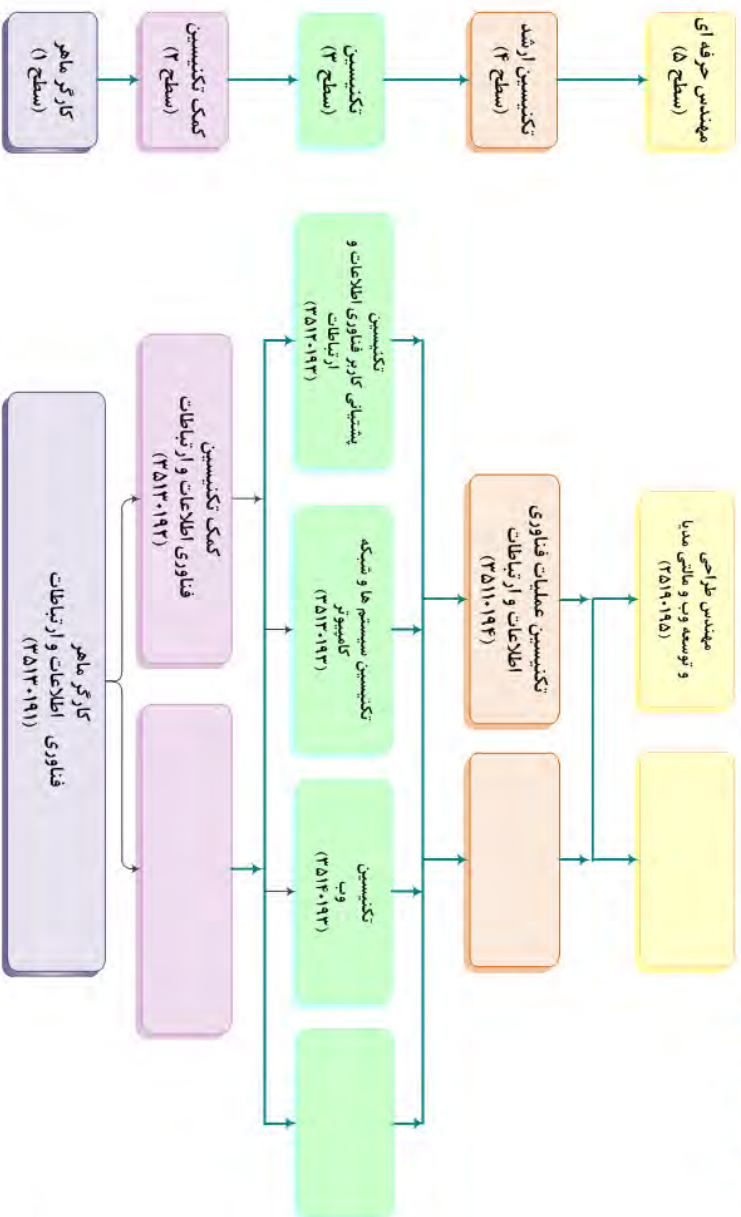 مهندس حرفه ای
(سطح ۵)
تکنیسین ارشد
(سطح ۴)
تکنیسین
(سطح ۳)
کمک تکنیسین
(سطح ۲)
کارگر ماهر
(سطح ۱)
مهندس طراحی
و توسعه وب و مالتی مدیا
(۲۵۱۹۰۱۹۵)
تکنیسین عملیات فناوری
اطلاعات و ارتباطات
(۳۵۱۱۰۱۹۴)
تکنیسین
پشتیبانی کاربر فناوری اطلاعات و
ارتباطات
(۳۵۱۲۰۱۹۳)
تکنیسین سیستم ها و شبکه
کامپیوتر
(۳۵۱۳۰۱۹۳)
تکنیسین
وب
(۳۵۱۴۰۱۹۳)
کمک تکنیسین
فناوری اطلاعات و ارتباطات
(۳۵۱۳۰۱۹۲)
کارگر ماهر
فناوری اطلاعات و ارتباطات
(۳۵۱۳۰۱۹۱)